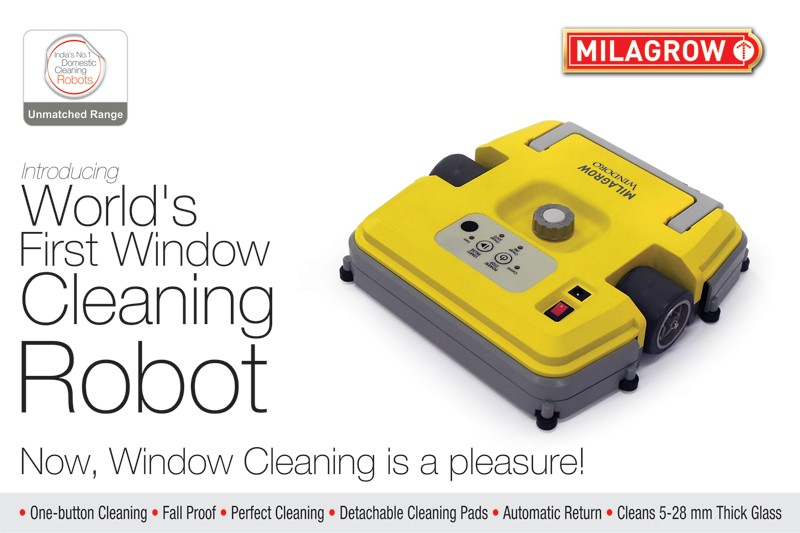 India's No.1
Domestic
Cleaning
Robots
Unmatched Range
MILAGROW
Introducing
World's
First Window
Cleaning
Robot
MILAGROW
WINDORO
Now, Window Cleaning is a pleasure!
• One-button Cleaning • Fall Proof • Perfect Cleaning • Detachable Cleaning Pads • Automatic Return • Cleans 5-28 mm Thick Glass